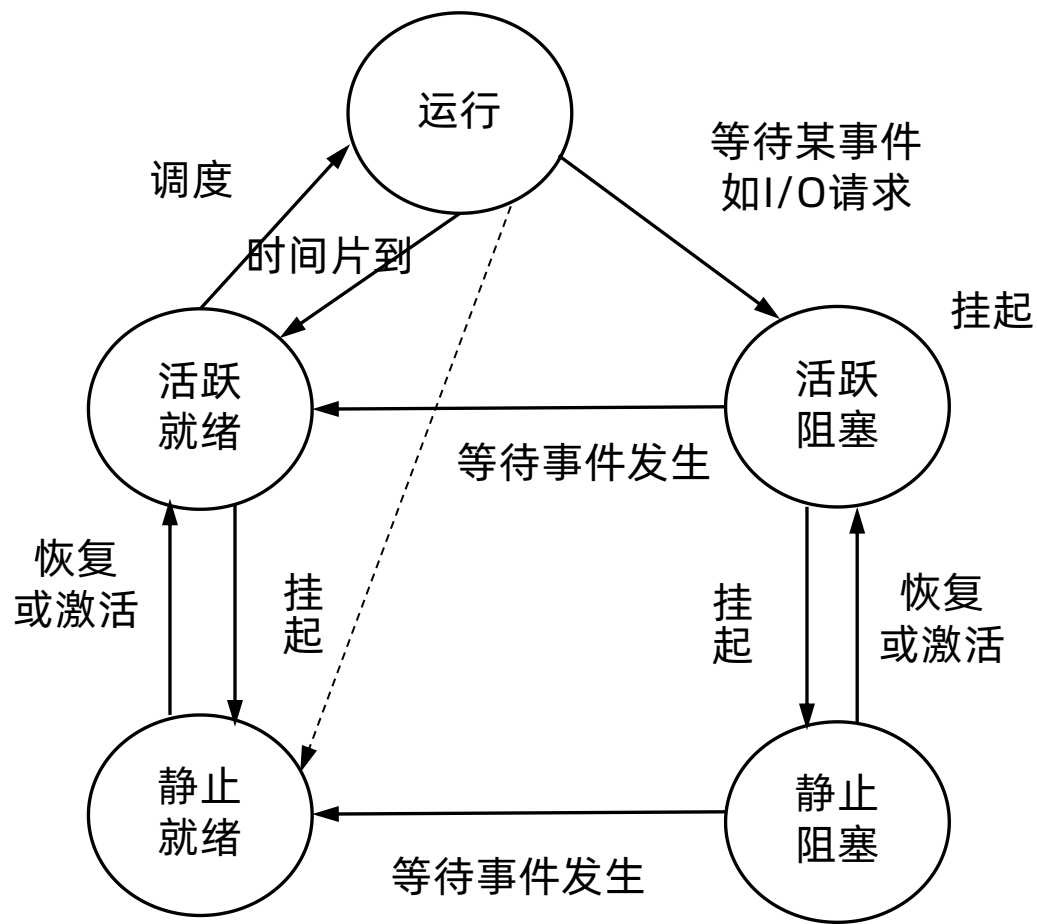 运行
等待某事件
如I/O请求
调度
时间片到
挂起
活跃
就绪
活跃
阻塞
等待事件发生
恢复
或激活
挂
起
挂
起
恢复
或激活
静止
就绪
静止
阻塞
等待事件发生